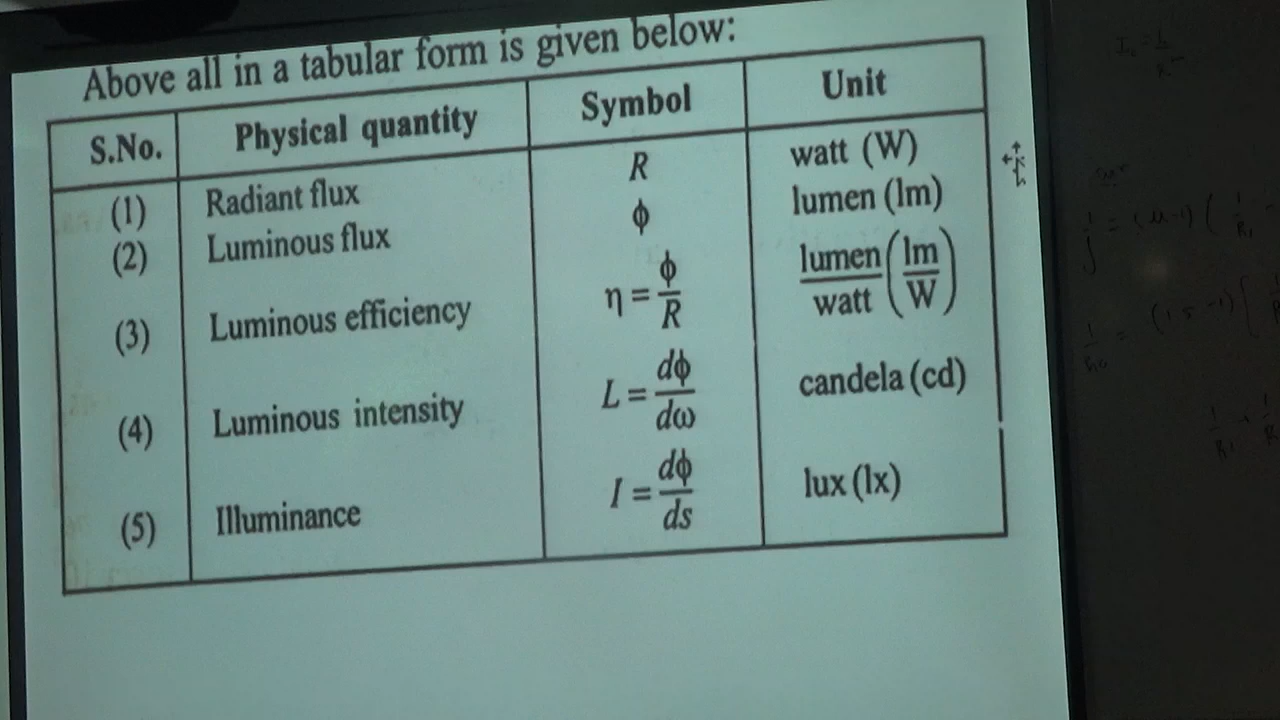 Above all in a tabular form is given below:
S.No. Physical quantity Symbol Unit
(1) Radiant flux R watt (W)
(2) Luminous flux ϕ lumen (lm)
(3) Luminous efficiency η = ϕ/R lumen/watt (lm/W)
(4) Luminous intensity L = dϕ/dω candela (cd)
(5) Illuminance I = dϕ/ds lux (lx)